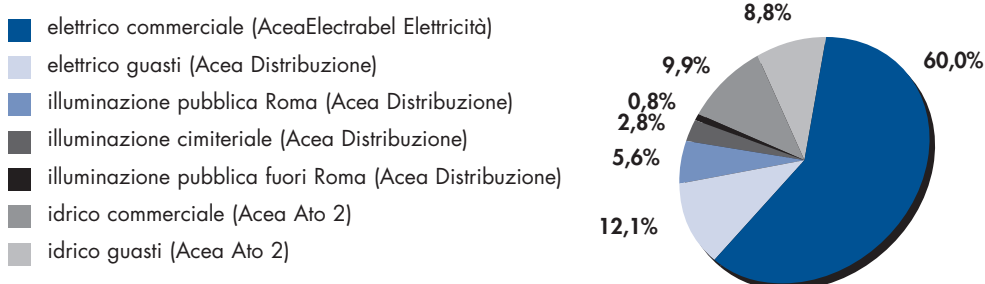 elettrico commerciale (AceaElectrabel Elettricità)
elettrico guasti (Acea Distribuzione)
illuminazione pubblica Roma (Acea Distribuzione)
illuminazione cimiteriale (Acea Distribuzione)
illuminazione pubblica fuori Roma (Acea Distribuzione)
idrico commerciale (Acea Ato 2)
idrico guasti (Acea Ato 2)
8,8%
60,0%
9,9%
0,8%
2,8%
5,6%
12,1%